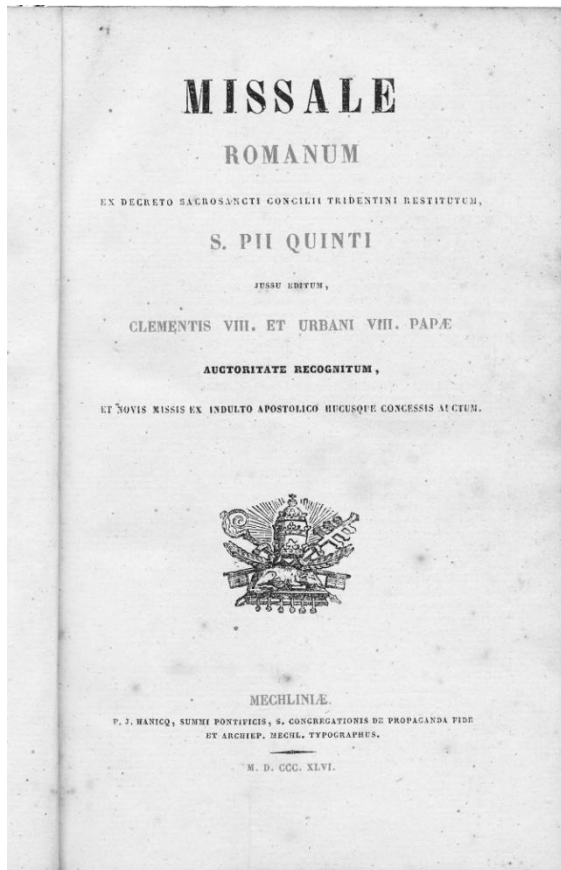 MISSALE
ROMANUM
EX DECRETO SACROSANCTI CONCILII TRIDENTINI RESTITUTUM,
S. PII QUINTI
JUSSU EDITUM,
CLEMENTIS VIII. ET URBANI VIII. PAPÆ
AUCTORITATE RECOGNITUM,
ET NOVIS MISSIS EX INDULTO APOSTOLICO HUCUSQUE CONCESSIS AUCTUM.
MECHLINIÆ.
P. J. HANICQ, SUMMI PONTIFICIS, S. CONGREGATIONIS DE PROPAGANDA FIDE
ET ARCHIEP. MECHL. TYPOGRAPHUS.
M. D. CCC. XLVI.